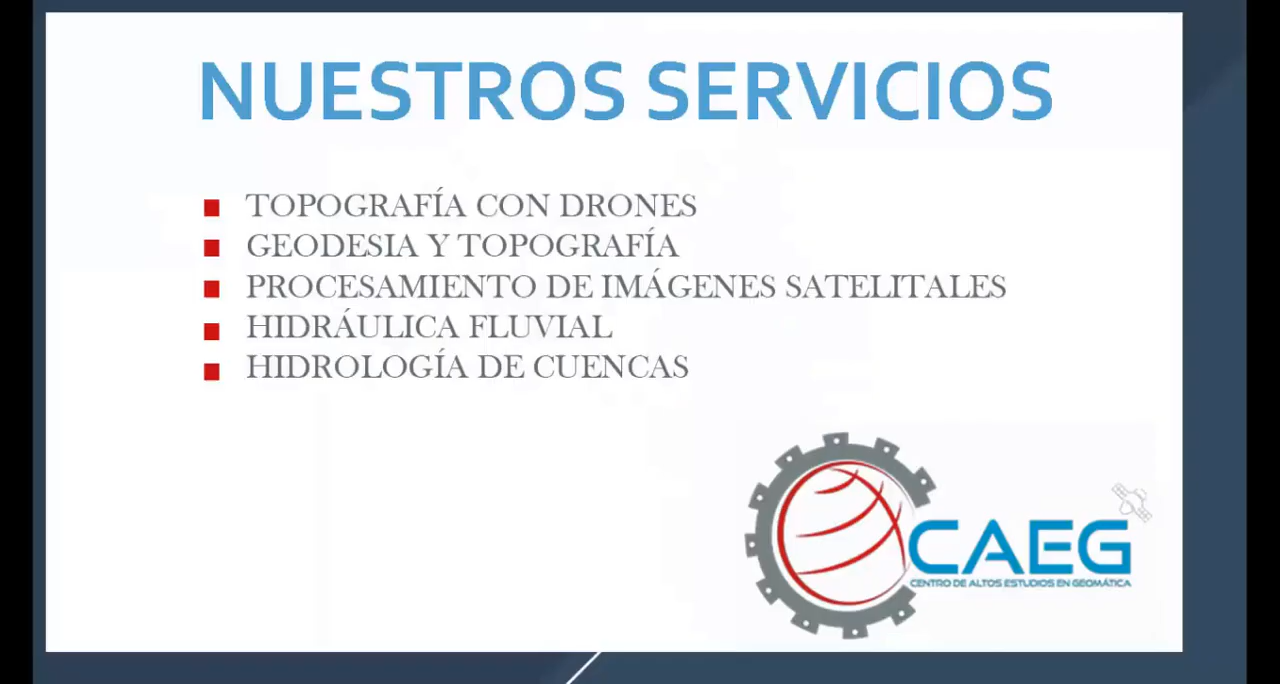 NUESTROS SERVICIOS
TOPOGRAFÍA CON DRONES
GEODESIA Y TOPOGRAFÍA
PROCESAMIENTO DE IMÁGENES SATELITALES
HIDRÁULICA FLUVIAL
HIDROLOGÍA DE CUENCAS
CAEG
CENTRO DE ALTOS ESTUDIOS EN GEOMÁTICA